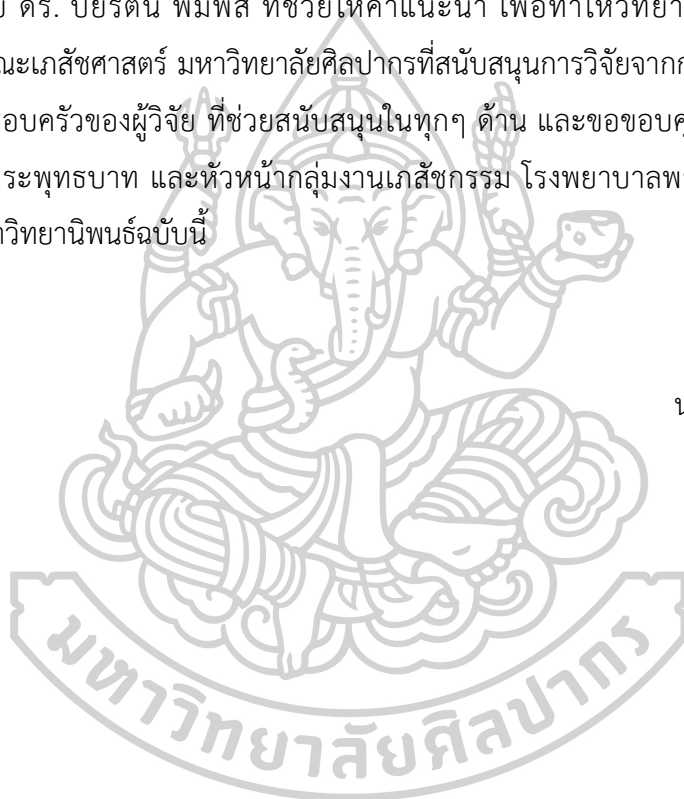 ดร. ปิยรัตน์ พิมพ์สี ที่ช่วยให้คำแนะนำ เพื่อทำให้วิทยา
ณะเภสัชศาสตร์ มหาวิทยาลัยศิลปากรที่สนับสนุนการวิจัยจากก
อบครัวของผู้วิจัย ที่ช่วยสนับสนุนในทุกๆ ด้าน และขอขอบคุ
ระพุทธบาท และหัวหน้ากลุ่มงานเภสัชกรรม โรงพยาบาลพ
าวิทยานิพนธ์ฉบับนี้
น
มหาวิทยาลัยศิลปากร